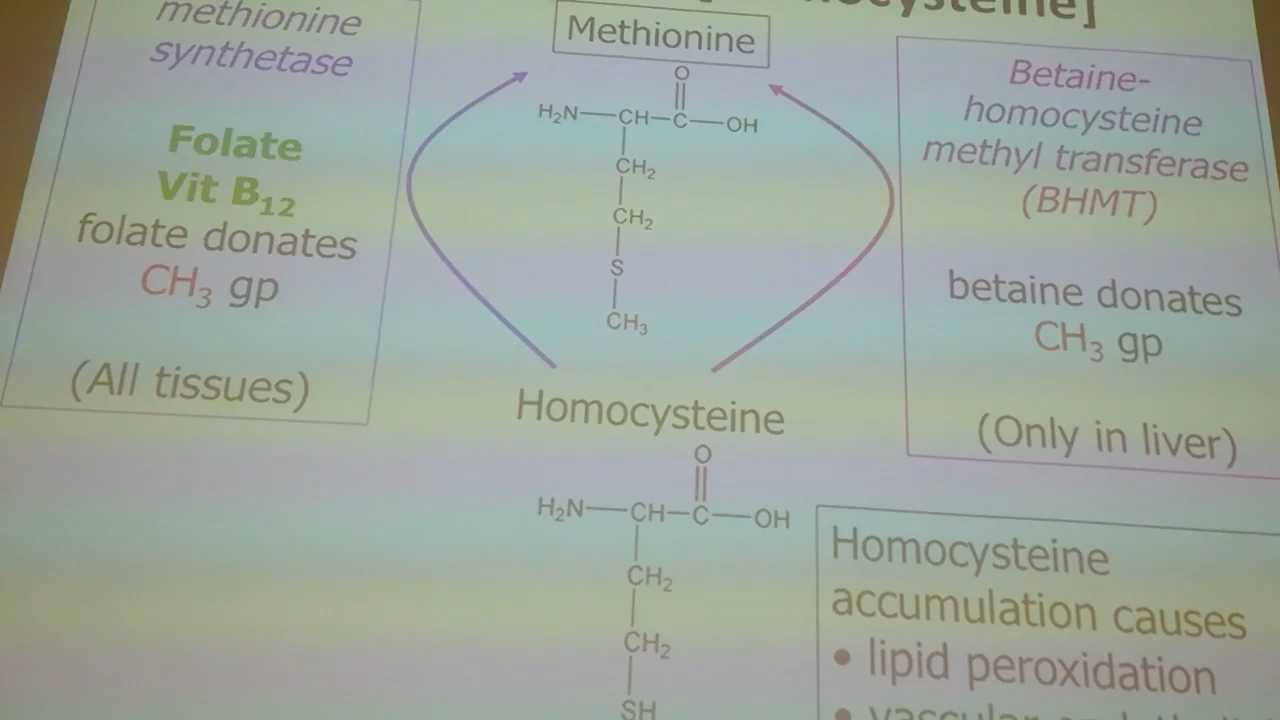 methionine
synthetase
Folate
Vit B12
folate donates
CH3 gp
(All tissues)
Methionine
O
H2N—CH—C—OH
CH2
CH2
S
CH3
Homocysteine
O
H2N—CH—C—OH
CH2
CH2
SH
Betaine-
homocysteine
methyl transferase
(BHMT)
betaine donates
CH3 gp
(Only in liver)
Homocysteine
accumulation causes
• lipid peroxidation